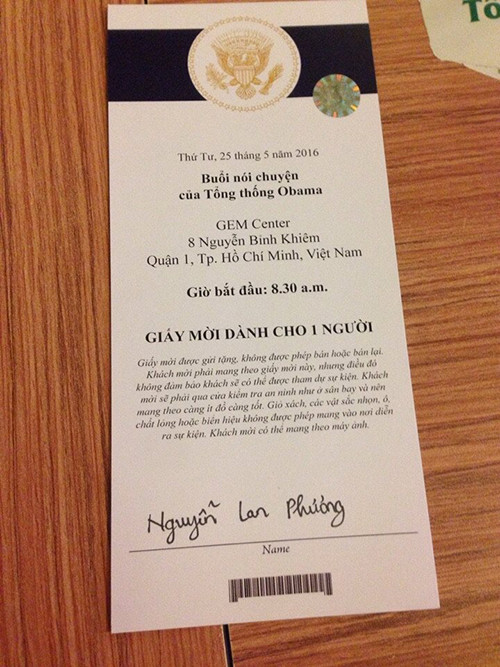 Tô
Thứ Tư, 25 tháng 5 năm 2016
Buổi nói chuyện
của Tổng thống Obama
GEM Center
8 Nguyễn Bỉnh Khiêm
Quận 1, Tp. Hồ Chí Minh, Việt Nam
Giờ bắt đầu: 8.30 a.m.
GIẤY MỜI DÀNH CHO 1 NGƯỜI
Giấy mời được gửi tặng, không được phép bán hoặc bán lại.
Khách mời phải mang theo giấy mời này, nhưng điều đó
không đảm bảo khách sẽ có thể được tham dự sự kiện. Khách
mời sẽ phải qua cửa kiểm tra an ninh như ở sân bay và nên
mang theo càng ít đồ càng tốt. Giỏ xách, các vật sắc nhọn, ô,
chất lỏng hoặc biển hiệu không được phép mang vào nơi diễn
ra sự kiện. Khách mời có thể mang theo máy ảnh.
Nguyễn Lan Phương
Name